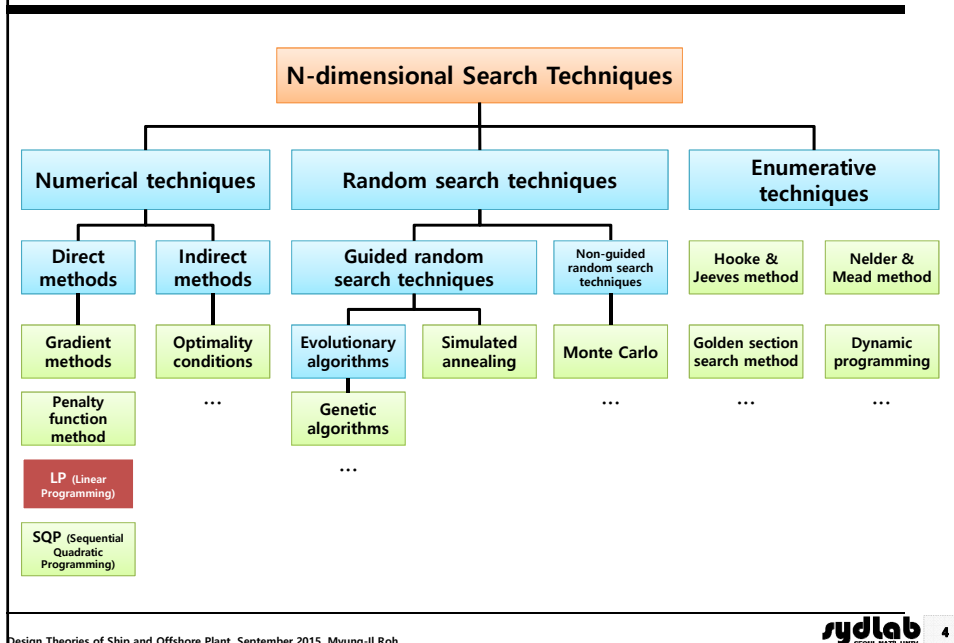 N-dimensional Search Techniques
Numerical techniques
Random search techniques
Enumerative
techniques
Direct
methods
Indirect
methods
Guided random
search techniques
Non-guided
random search
techniques
Hooke &
Jeeves method
Nelder &
Mead method
Gradient
methods
Optimality
conditions
Evolutionary
algorithms
Simulated
annealing
Monte Carlo
Golden section
search method
Dynamic
programming
Penalty
function
method
...
Genetic
algorithms
...
...
...
...
LP (Linear
Programming)
SQP (Sequential
Quadratic
Programming)
Design Theories of Ship and Offshore Plant, September 2015, Myung-Il Roh
sydlab
4